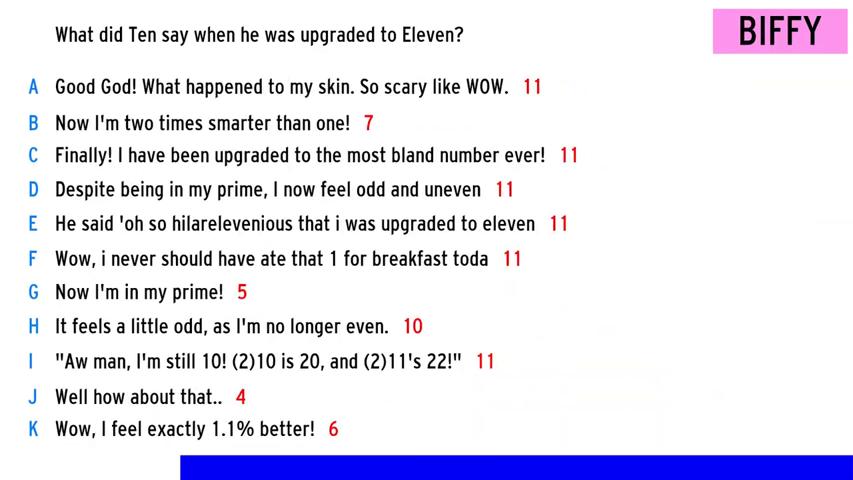 What did Ten say when he was upgraded to Eleven?
BIFFY
A Good God! What happened to my skin. So scary like WOW. 11
B Now I'm two times smarter than one! 7
C Finally! I have been upgraded to the most bland number ever! 11
D Despite being in my prime, I now feel odd and uneven 11
E He said 'oh so hilarelevenious that i was upgraded to eleven 11
F Wow, i never should have ate that 1 for breakfast toda 11
G Now I'm in my prime! 5
H It feels a little odd, as I'm no longer even. 10
I "Aw man, I'm still 10! (2)10 is 20, and (2)11's 22!" 11
J Well how about that.. 4
K Wow, I feel exactly 1.1% better! 6